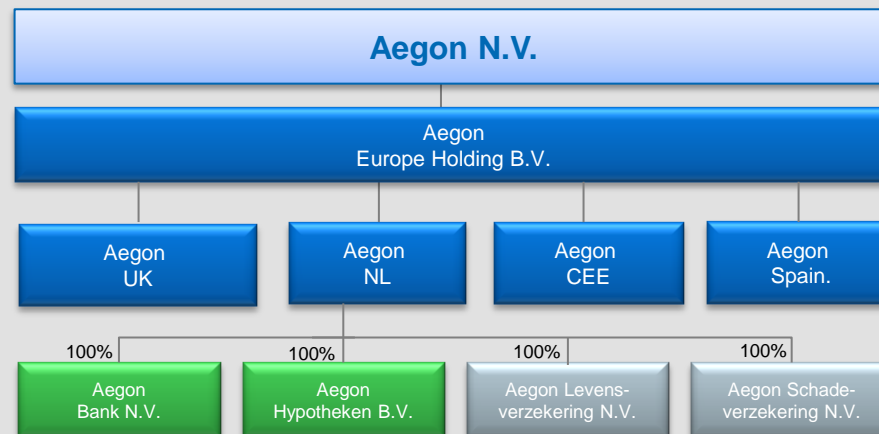 Aegon N.V.
Aegon
Europe Holding B.V.
Aegon
UK
Aegon
NL
Aegon
CEE
Aegon
Spain.
100%
100%
100%
100%
Aegon
Bank N.V.
Aegon
Hypotheken B.V.
Aegon Levens-
verzekering N.V.
Aegon Schade-
verzekering N.V.